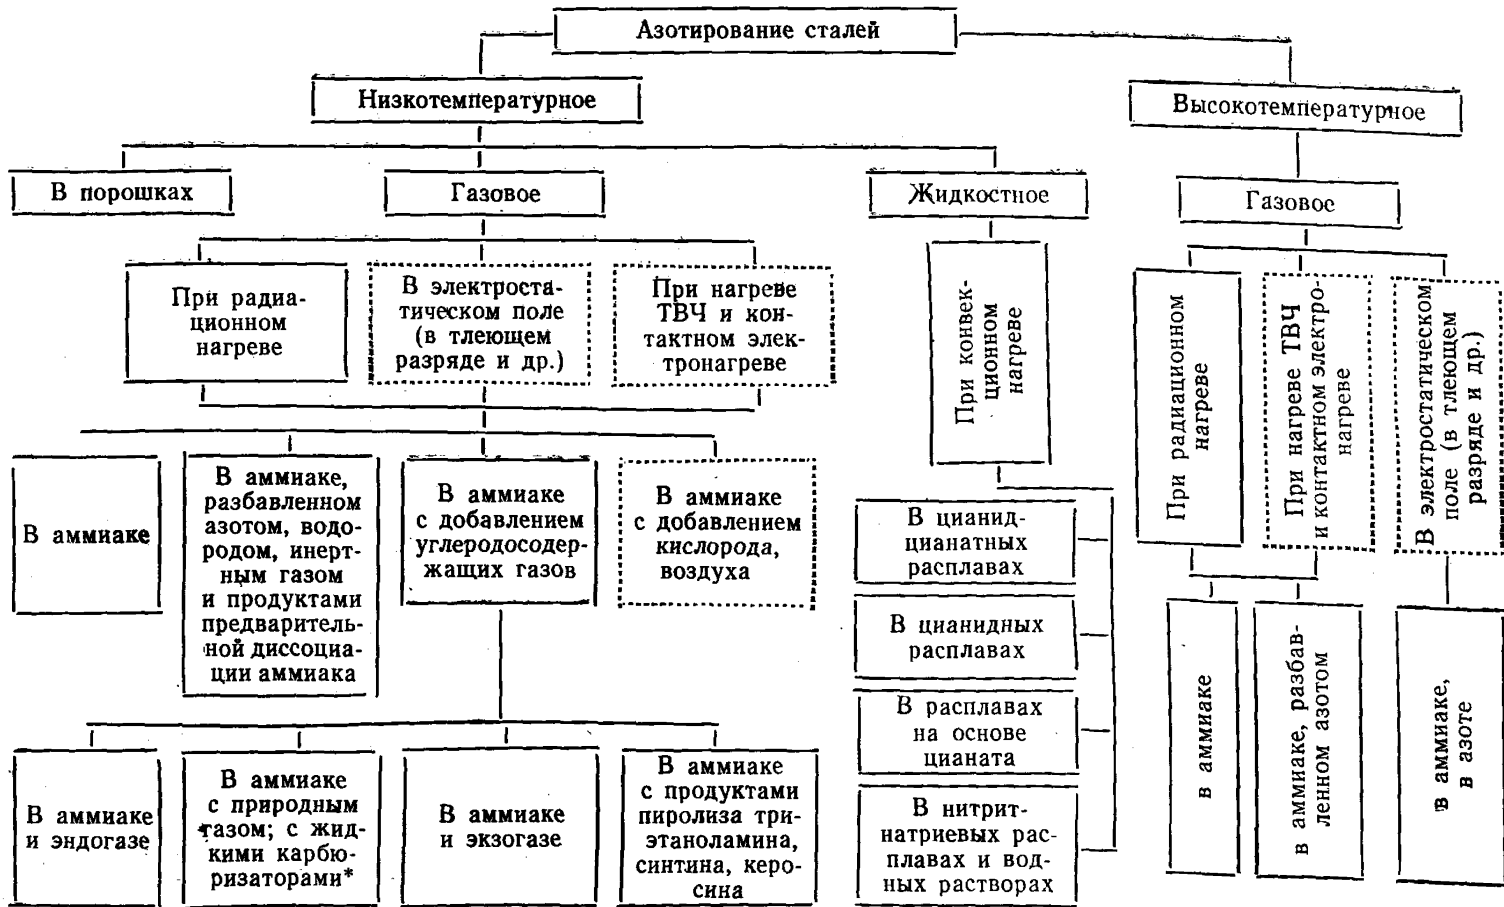 Азотирование сталей
Низкотемпературное
Высокотемпературное
В порошках
Газовое
Жидкостное
Газовое
При радиа-
ционном
нагреве
В электроста-
тическом поле
(в тлеющем
разряде и др.)
При нагреве
ТВЧ и кон-
тактном элек-
тронагреве
При конвек-
ционном
нагреве
При радиационном
нагреве
При нагреве ТВЧ
и контактном электро-
нагреве
В электростатическом
поле (в тлеющем
разряде и др.)
В аммиаке
В аммиаке,
разбавленном
азотом, водо-
родом, инерт-
ным газом
и продуктами
предваритель-
ной диссоциа-
ции аммиака
В аммиаке
с добавлением
углеродосодер-
жащих газов
В аммиаке
с добавлением
кислорода,
воздуха
В цианид-
цианатных
расплавах
В цианидных
расплавах
В расплавах
на основе
цианата
В нитрит-
натриевых рас-
плавах и вод-
ных растворах
в аммиаке
в аммиаке, разбав-
ленном азотом
в аммиаке,
в азоте
В аммиаке
и эндогазе
В аммиаке
с природным
газом; с жид-
кими карбю-
ризаторами*
В аммиаке
и экзогазе
В аммиаке
с продуктами
пиролиза три-
этаноламина,
синтина, керо-
сина